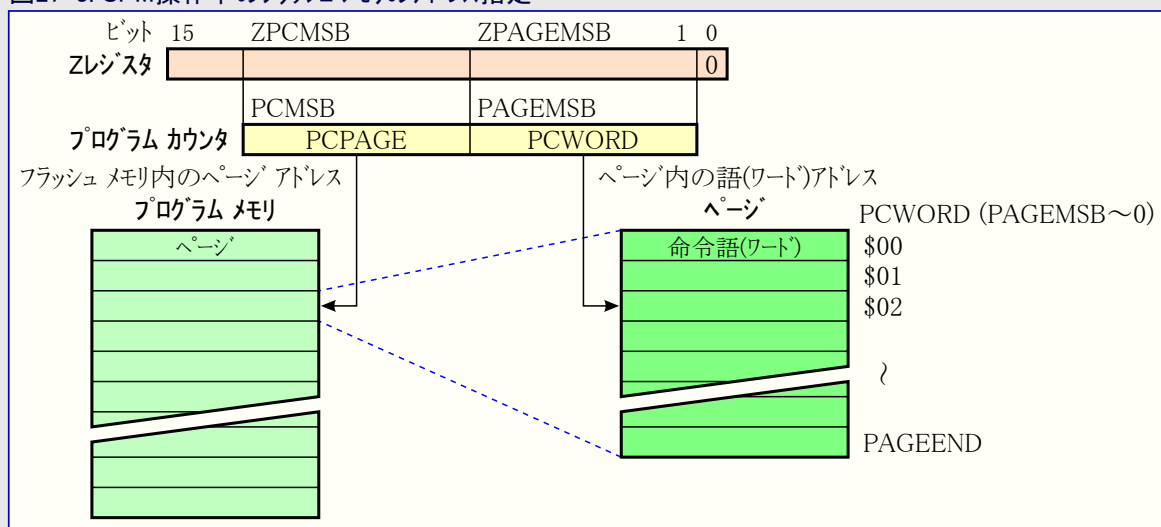 ビット 15 ZPCMSB ZPAGEMSB 1 0
Zレジスタ 0
PCMSB PAGEMSB
プログラム カウンタ PCPAGE PCWORD
フラッシュ メモリ内のページ アドレス ページ内の語(ワード)アドレス
プログラム メモリ ページ PCWORD (PAGEMSB～0)
ページ 命令語(ワード) $00
$01
$02
～
PAGEEND